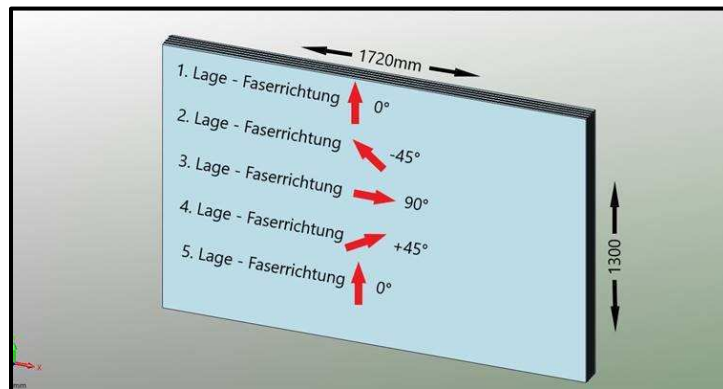 1720mm
1. Lage - Faserrichtung 0°
2. Lage - Faserrichtung -45°
3. Lage - Faserrichtung 90°
4. Lage - Faserrichtung +45°
5. Lage - Faserrichtung 0°
1300
x
mm